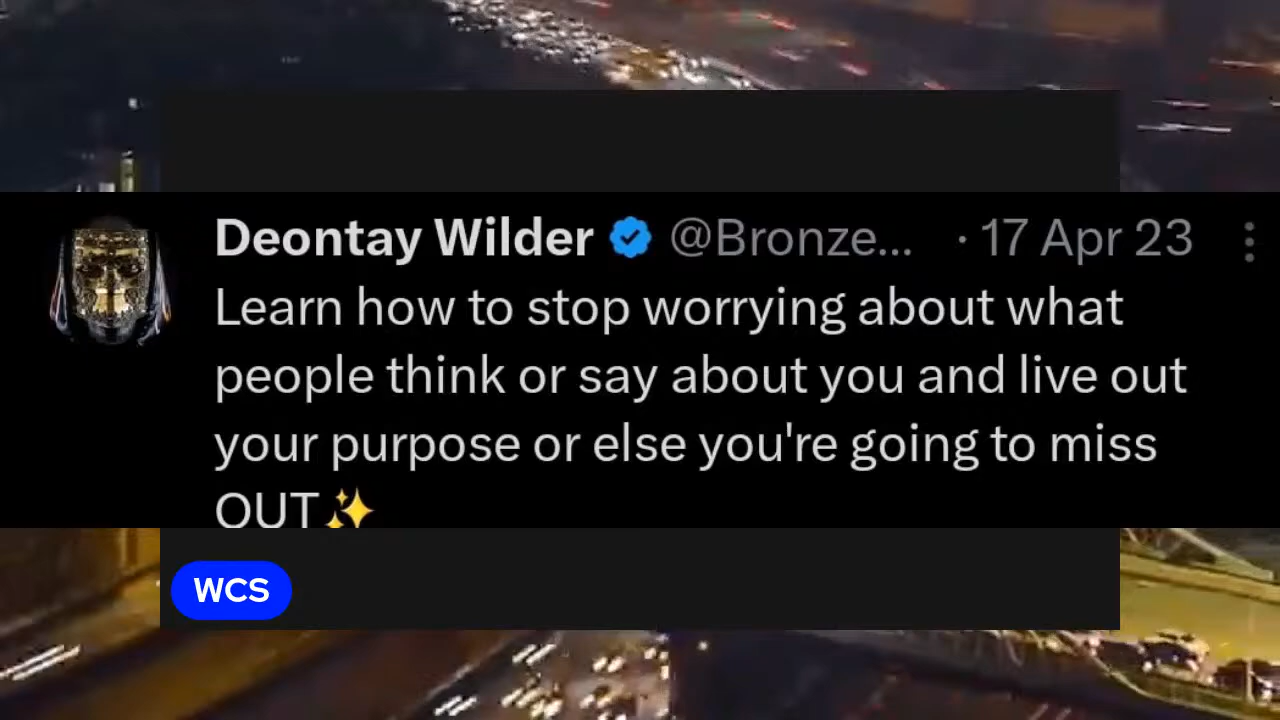 Deontay Wilder @Bronze... · 17 Apr 23
Learn how to stop worrying about what
people think or say about you and live out
your purpose or else you're going to miss
OUT✨
WCS